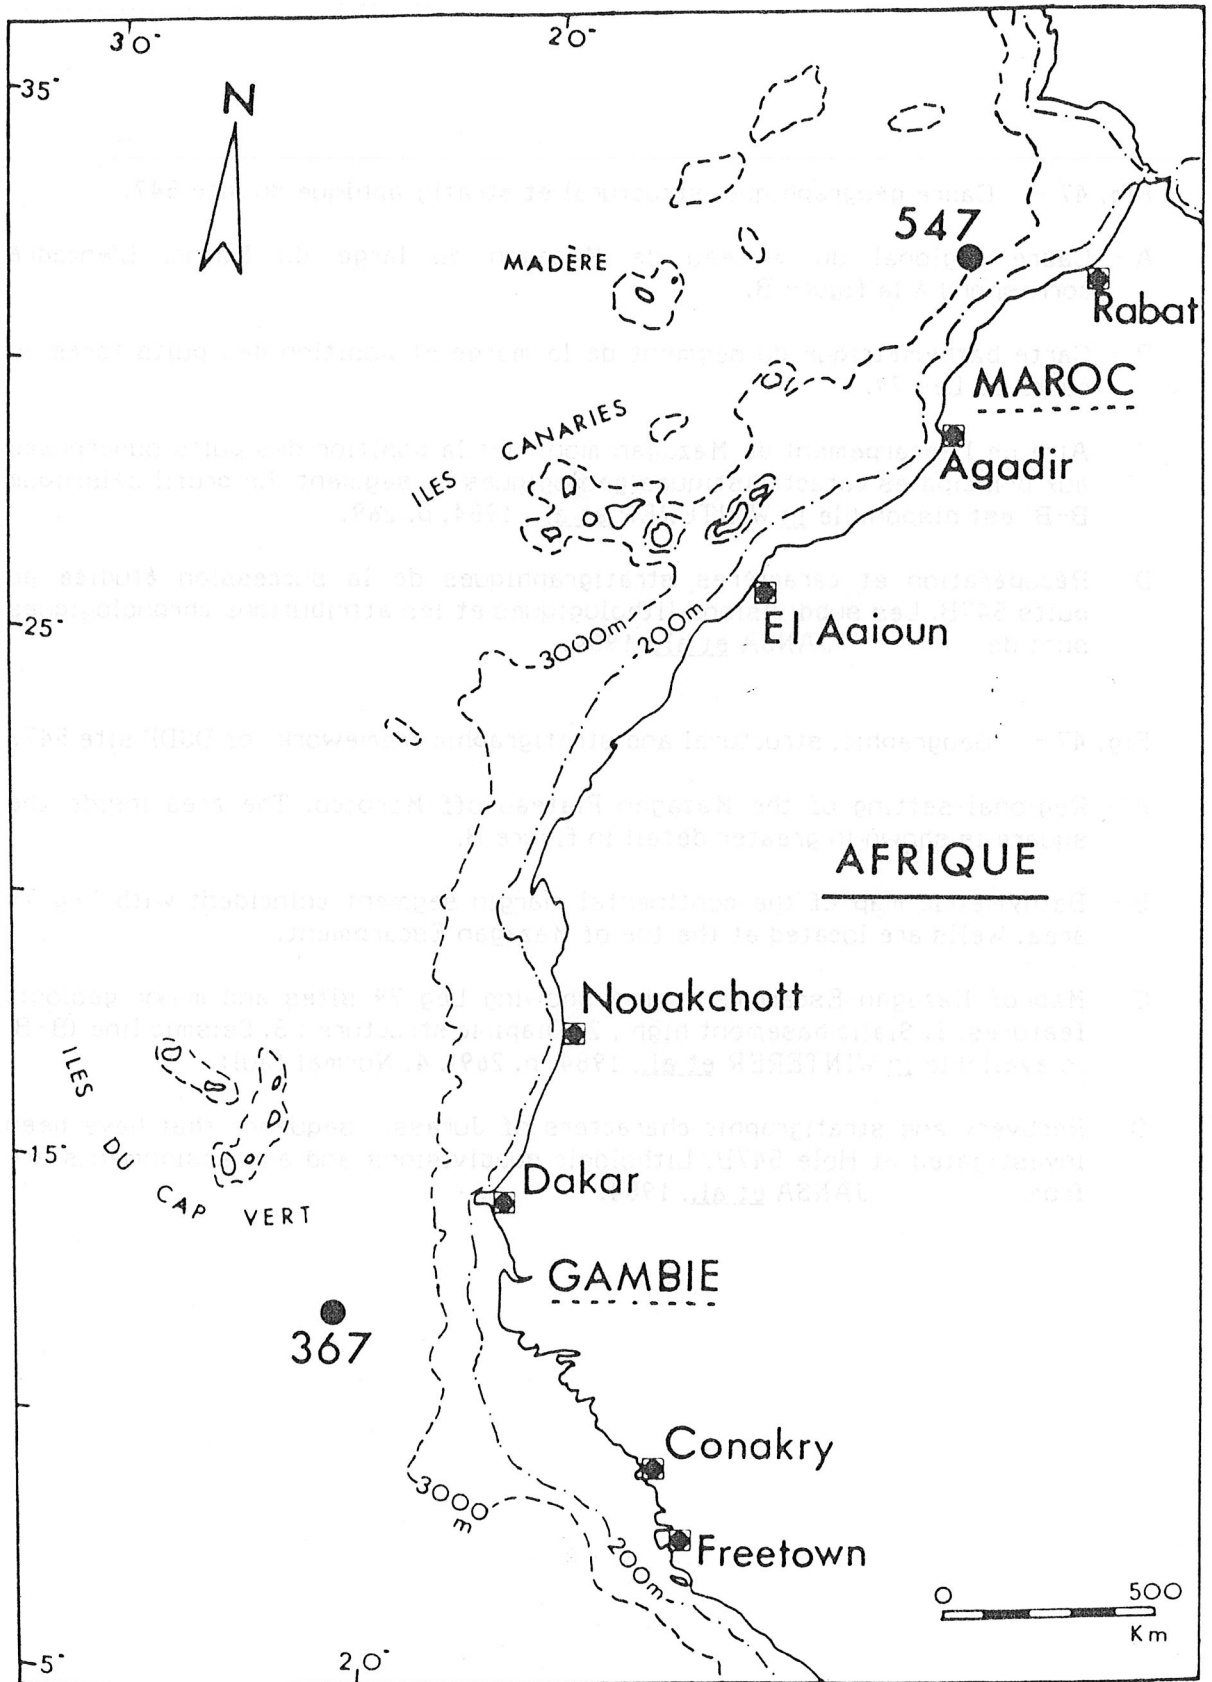 30°
20°
35°
N
547
MADÈRE
Rabat
MAROC
ILES CANARIES
Agadir
25°
3000m
200m
El Aaioun
AFRIQUE
Nouakchott
ILES DU CAP VERT
15°
Dakar
GAMBIE
367
Conakry
3000 m
Freetown
200m
0 500
Km
5°
20°